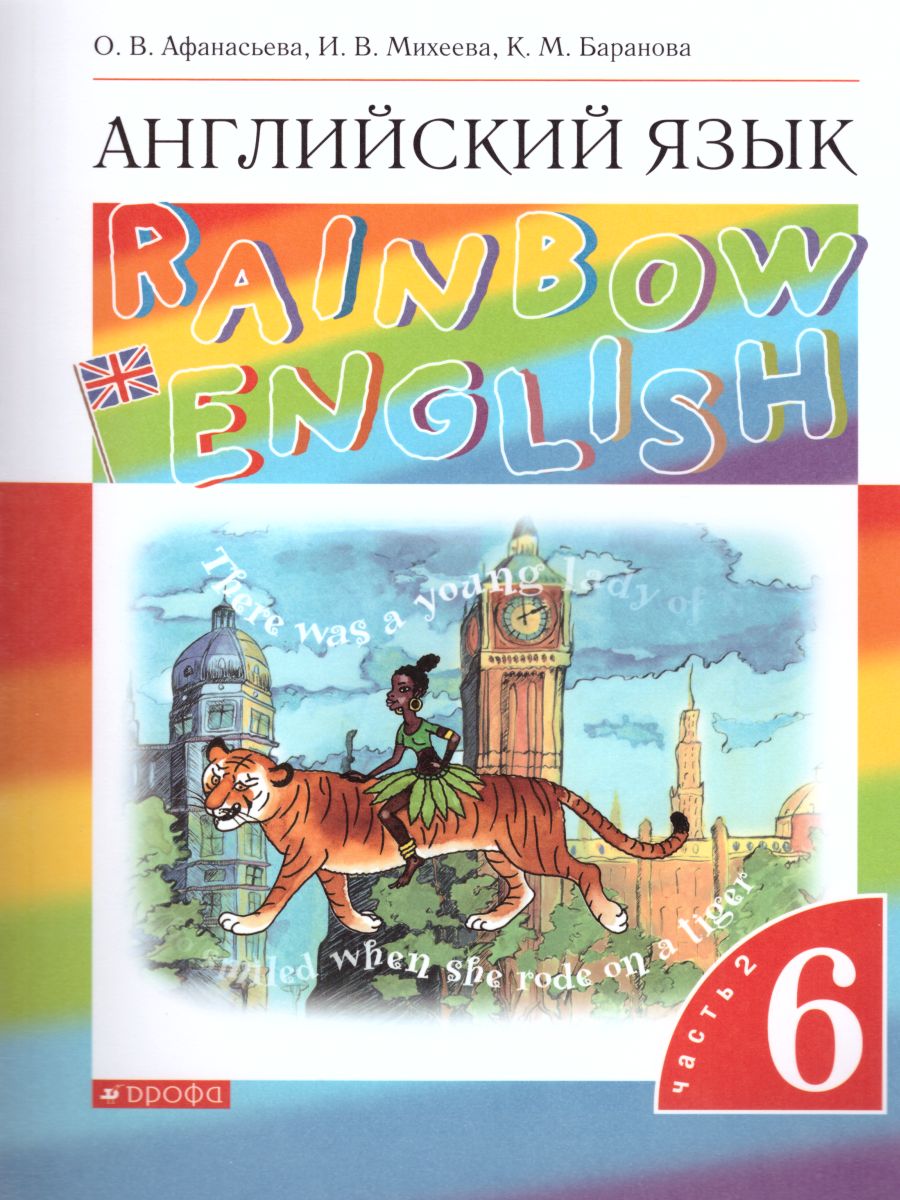 О. В. Афанасьева, И. В. Михеева, К. М. Баранова
АНГЛИЙСКИЙ ЯЗЫК
RAINBOW
ENGLISH
There was a young lady of
smiled when she rode on a tiger
часть 2
6
ДРОФА